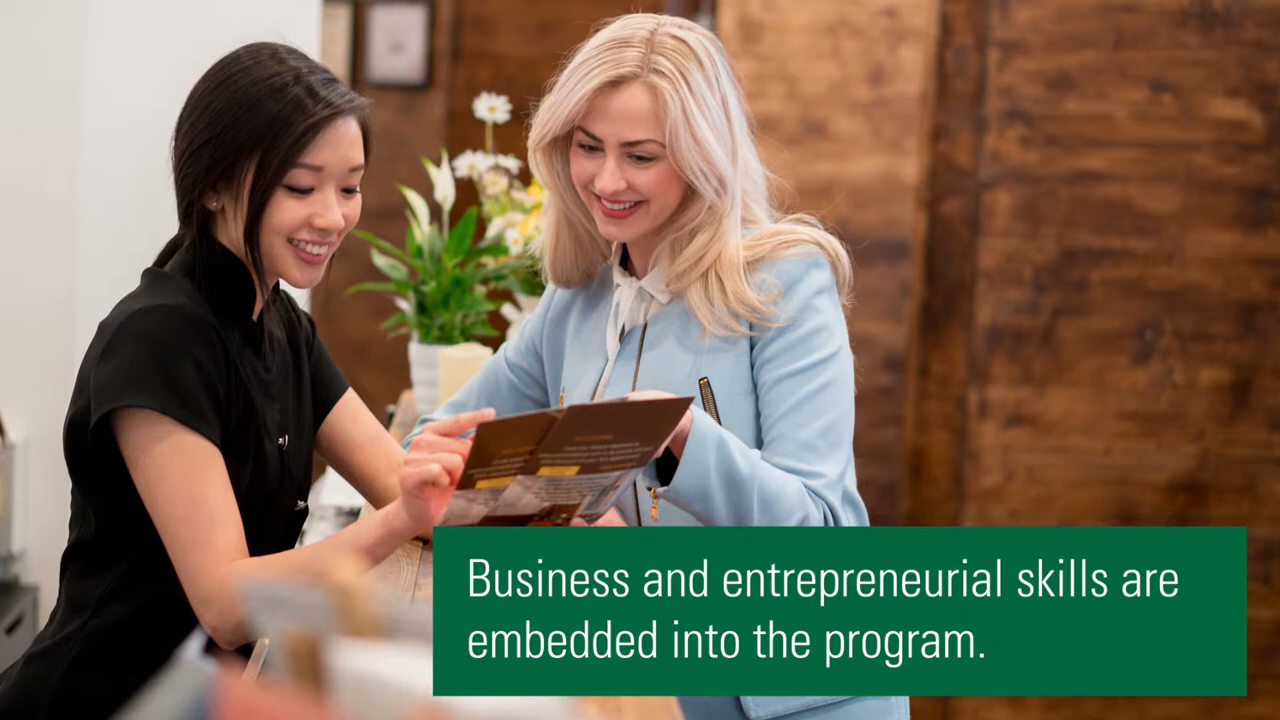 Business and entrepreneurial skills are
embedded into the program.